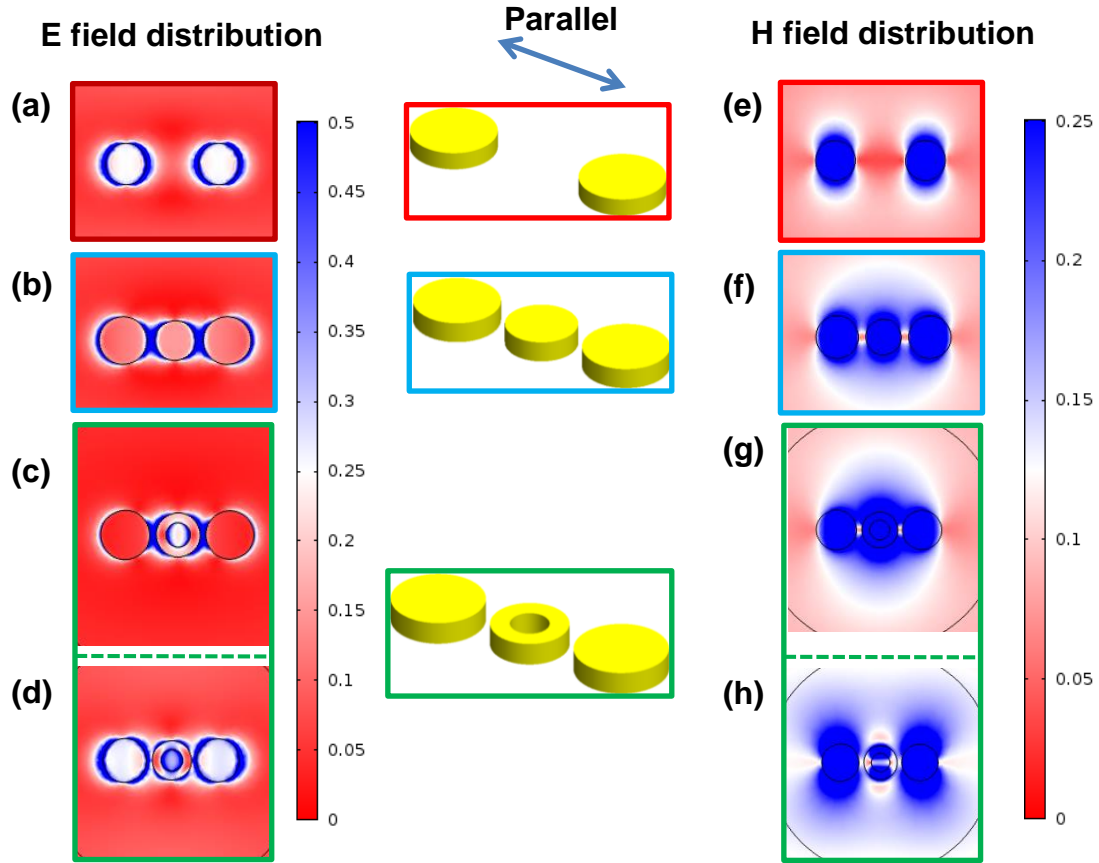 E field distribution
Parallel
H field distribution
(a)
(e)
0.5
0.45
0.4
0.35
0.3
0.25
0.2
0.15
0.1
0.05
0
0.25
0.2
0.15
0.1
0.05
0
(b)
(f)
(c)
(g)
(d)
(h)